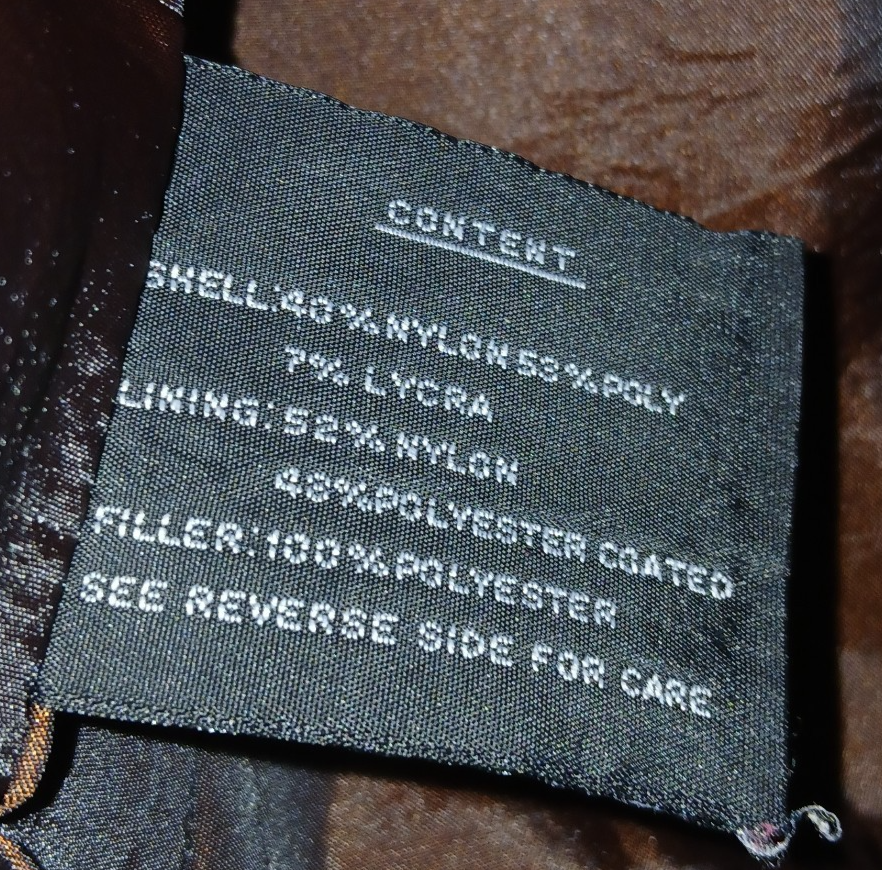 CONTENT
SHELL:40%NYLON 53%POLY
7% LYCRA
LINING: 52% NYLON
48%POLYESTER COATED
FILLER:100%POLYESTER
SEE REVERSE SIDE FOR CARE